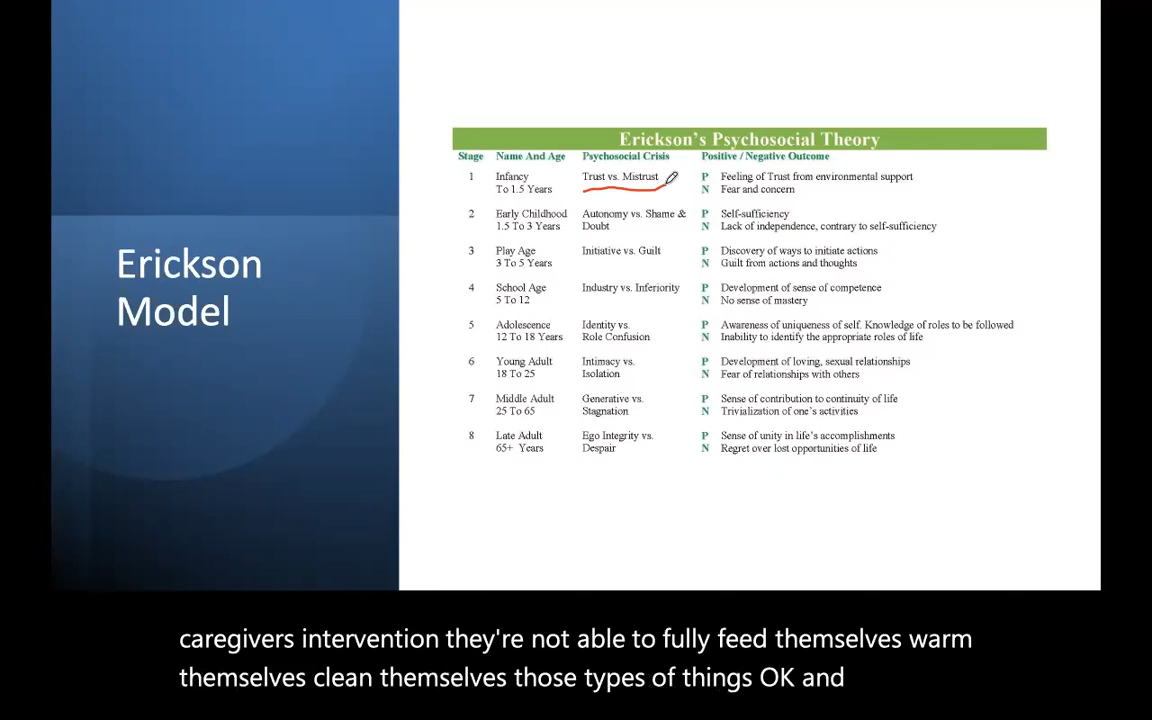 Erickson
Model
Erickson's Psychosocial Theory
Stage Name And Age Psychosocial Crisis Positive / Negative Outcome
1 Infancy Trust vs. Mistrust P Feeling of Trust from environmental support
To 1.5 Years N Fear and concern
2 Early Childhood Autonomy vs. Shame & P Self-sufficiency
1.5 To 3 Years Doubt N Lack of independence, contrary to self-sufficiency
3 Play Age Initiative vs. Guilt P Discovery of ways to initiate actions
3 To 5 Years N Guilt from actions and thoughts
4 School Age Industry vs. Inferiority P Development of sense of competence
5 To 12 N No sense of mastery
5 Adolescence Identity vs. P Awareness of uniqueness of self. Knowledge of roles to be followed
12 To 18 Years Role Confusion N Inability to identify the appropriate roles of life
6 Young Adult Intimacy vs. P Development of loving, sexual relationships
18 To 25 Isolation N Fear of relationships with others
7 Middle Adult Generative vs. P Sense of contribution to continuity of life
25 To 65 Stagnation N Trivialization of one's activities
8 Late Adult Ego Integrity vs. P Sense of unity in life's accomplishments
65+ Years Despair N Regret over lost opportunities of life
caregivers intervention they're not able to fully feed themselves warm
themselves clean themselves those types of things OK and